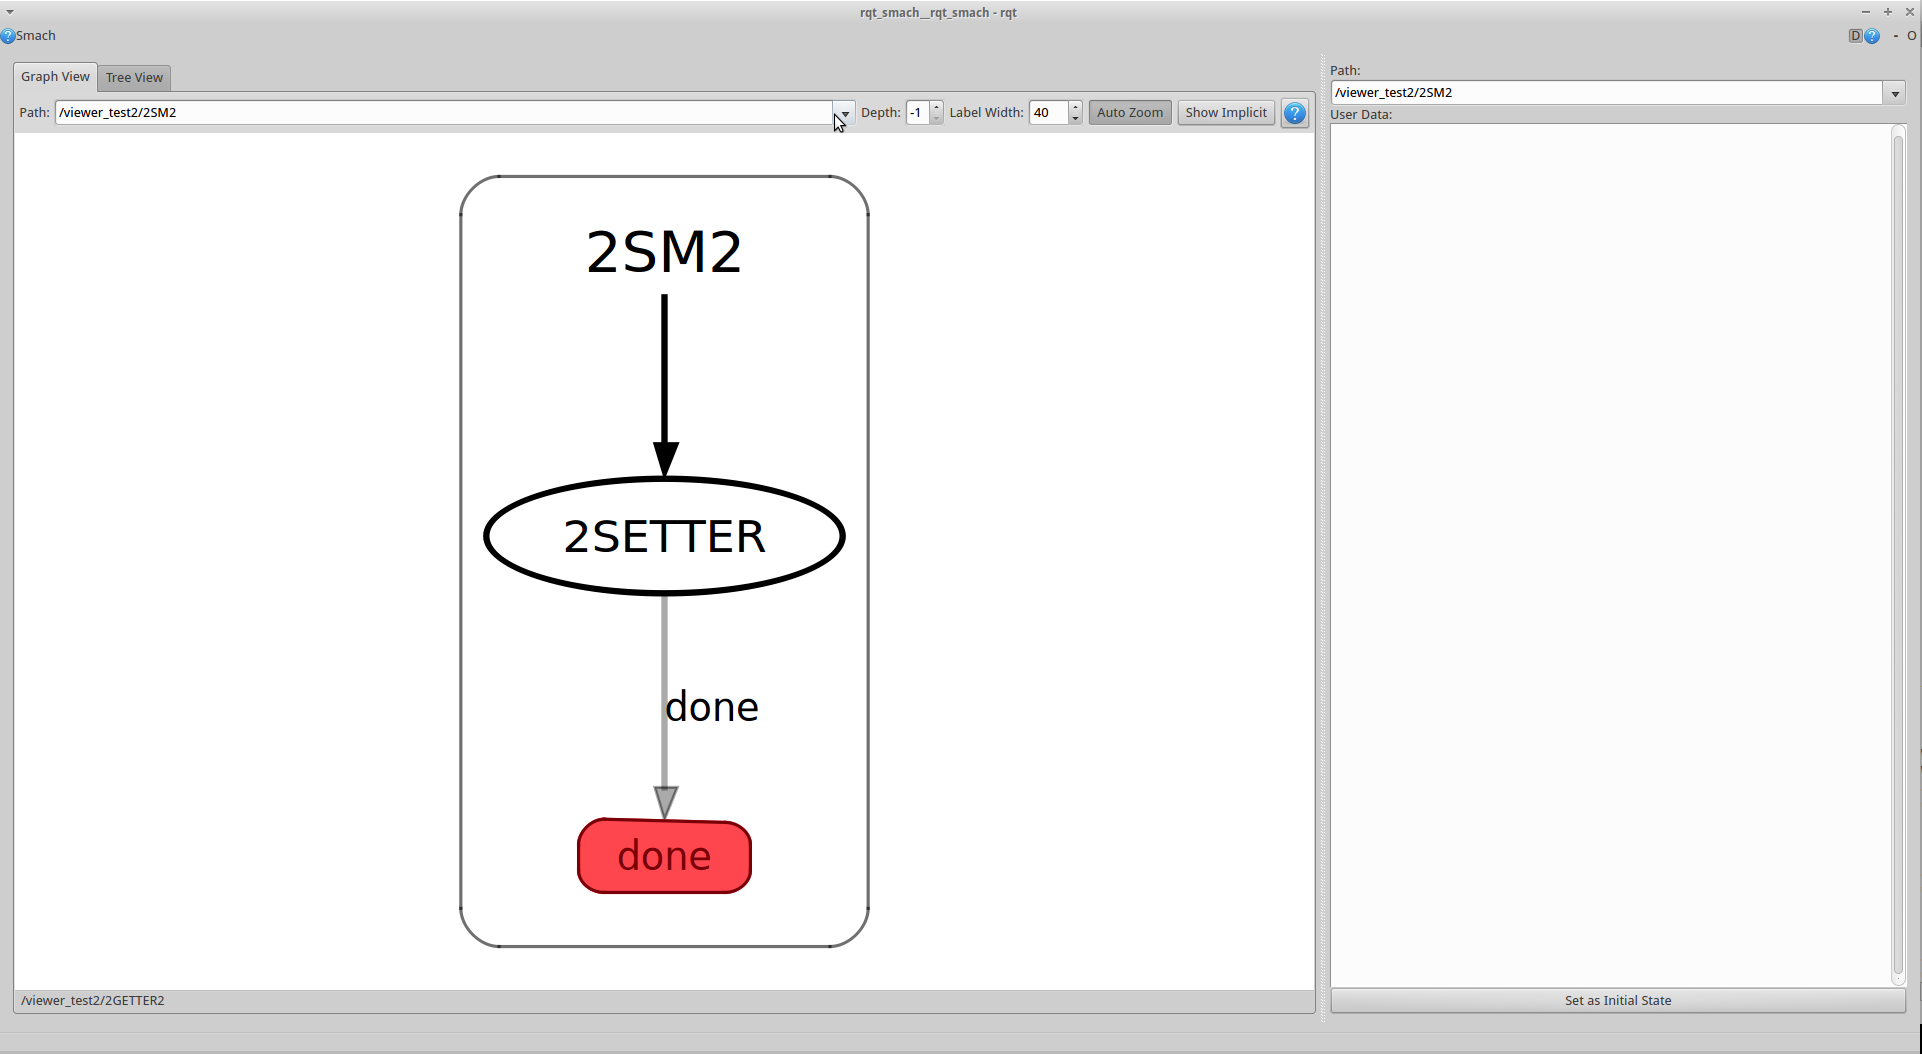 rqt_smach__rqt_smach - rqt
Smach
D ? - O
Graph View Tree View
Path: /viewer_test2/2SM2 Depth: -1 Label Width: 40 Auto Zoom Show Implicit ?
2SM2
2SETTER
done
done
/viewer_test2/2GETTER2
Path:
/viewer_test2/2SM2
User Data:
Set as Initial State